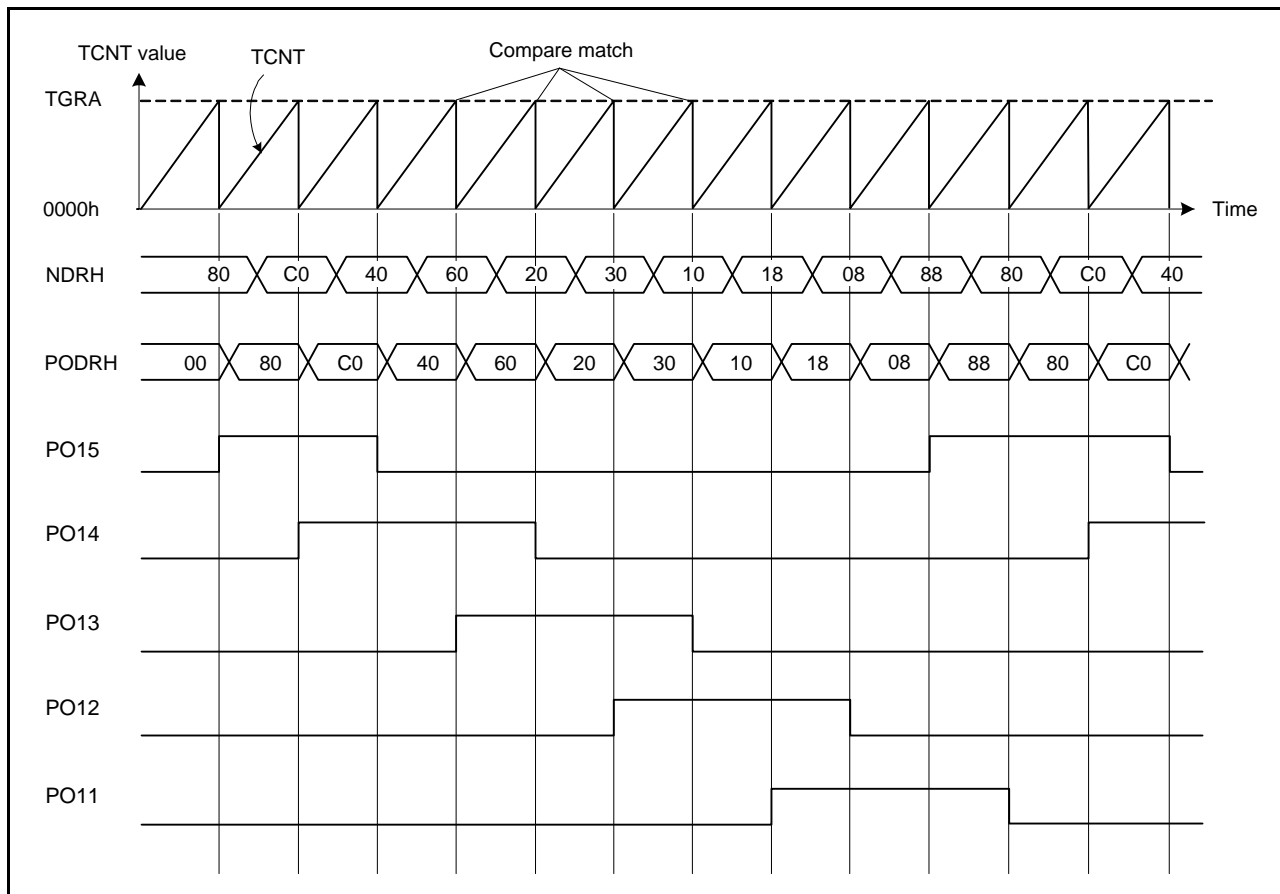 TCNT value
TCNT
Compare match
TGRA
0000h
Time
NDRH 80 C0 40 60 20 30 10 18 08 88 80 C0 40
PODRH 00 80 C0 40 60 20 30 10 18 08 88 80 C0
PO15
PO14
PO13
PO12
PO11